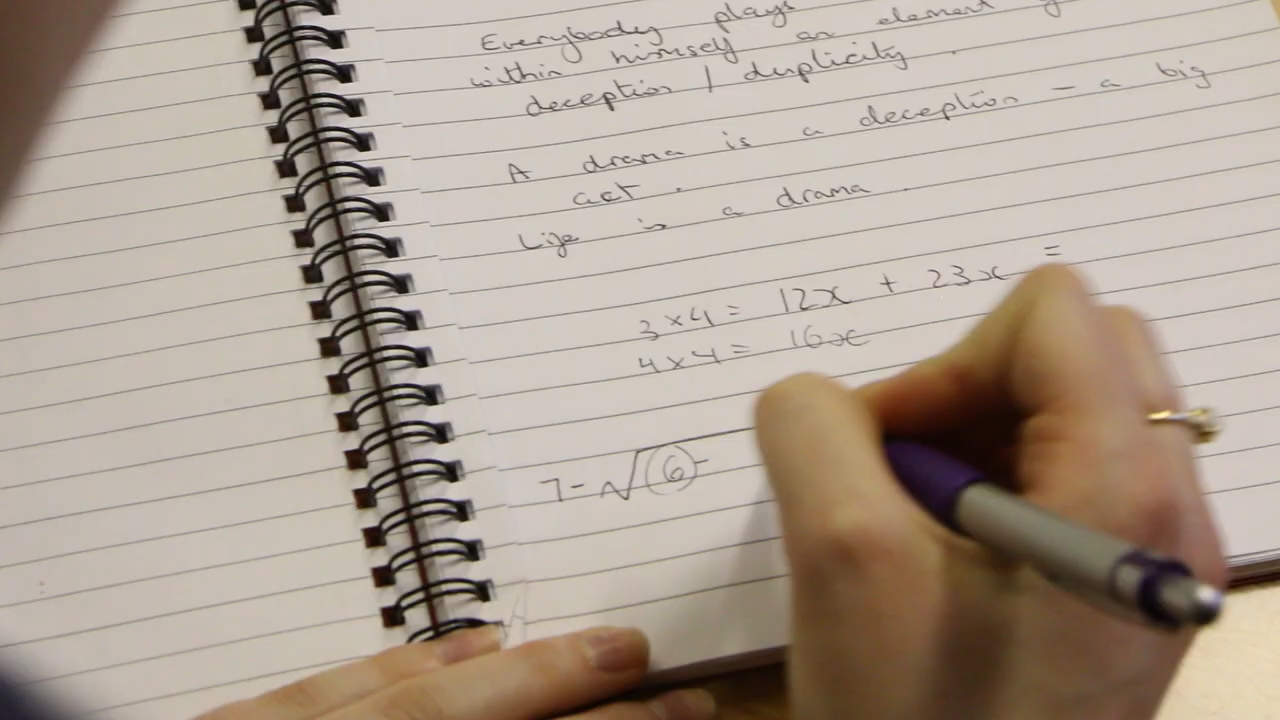 Everybody plays
within himself an element
deception / duplicity.
A drama is a deception - a big
act.
Life is a drama.
3 x 4 = 12x + 23x =
4 x 4 = 16x
7 - √(6) -